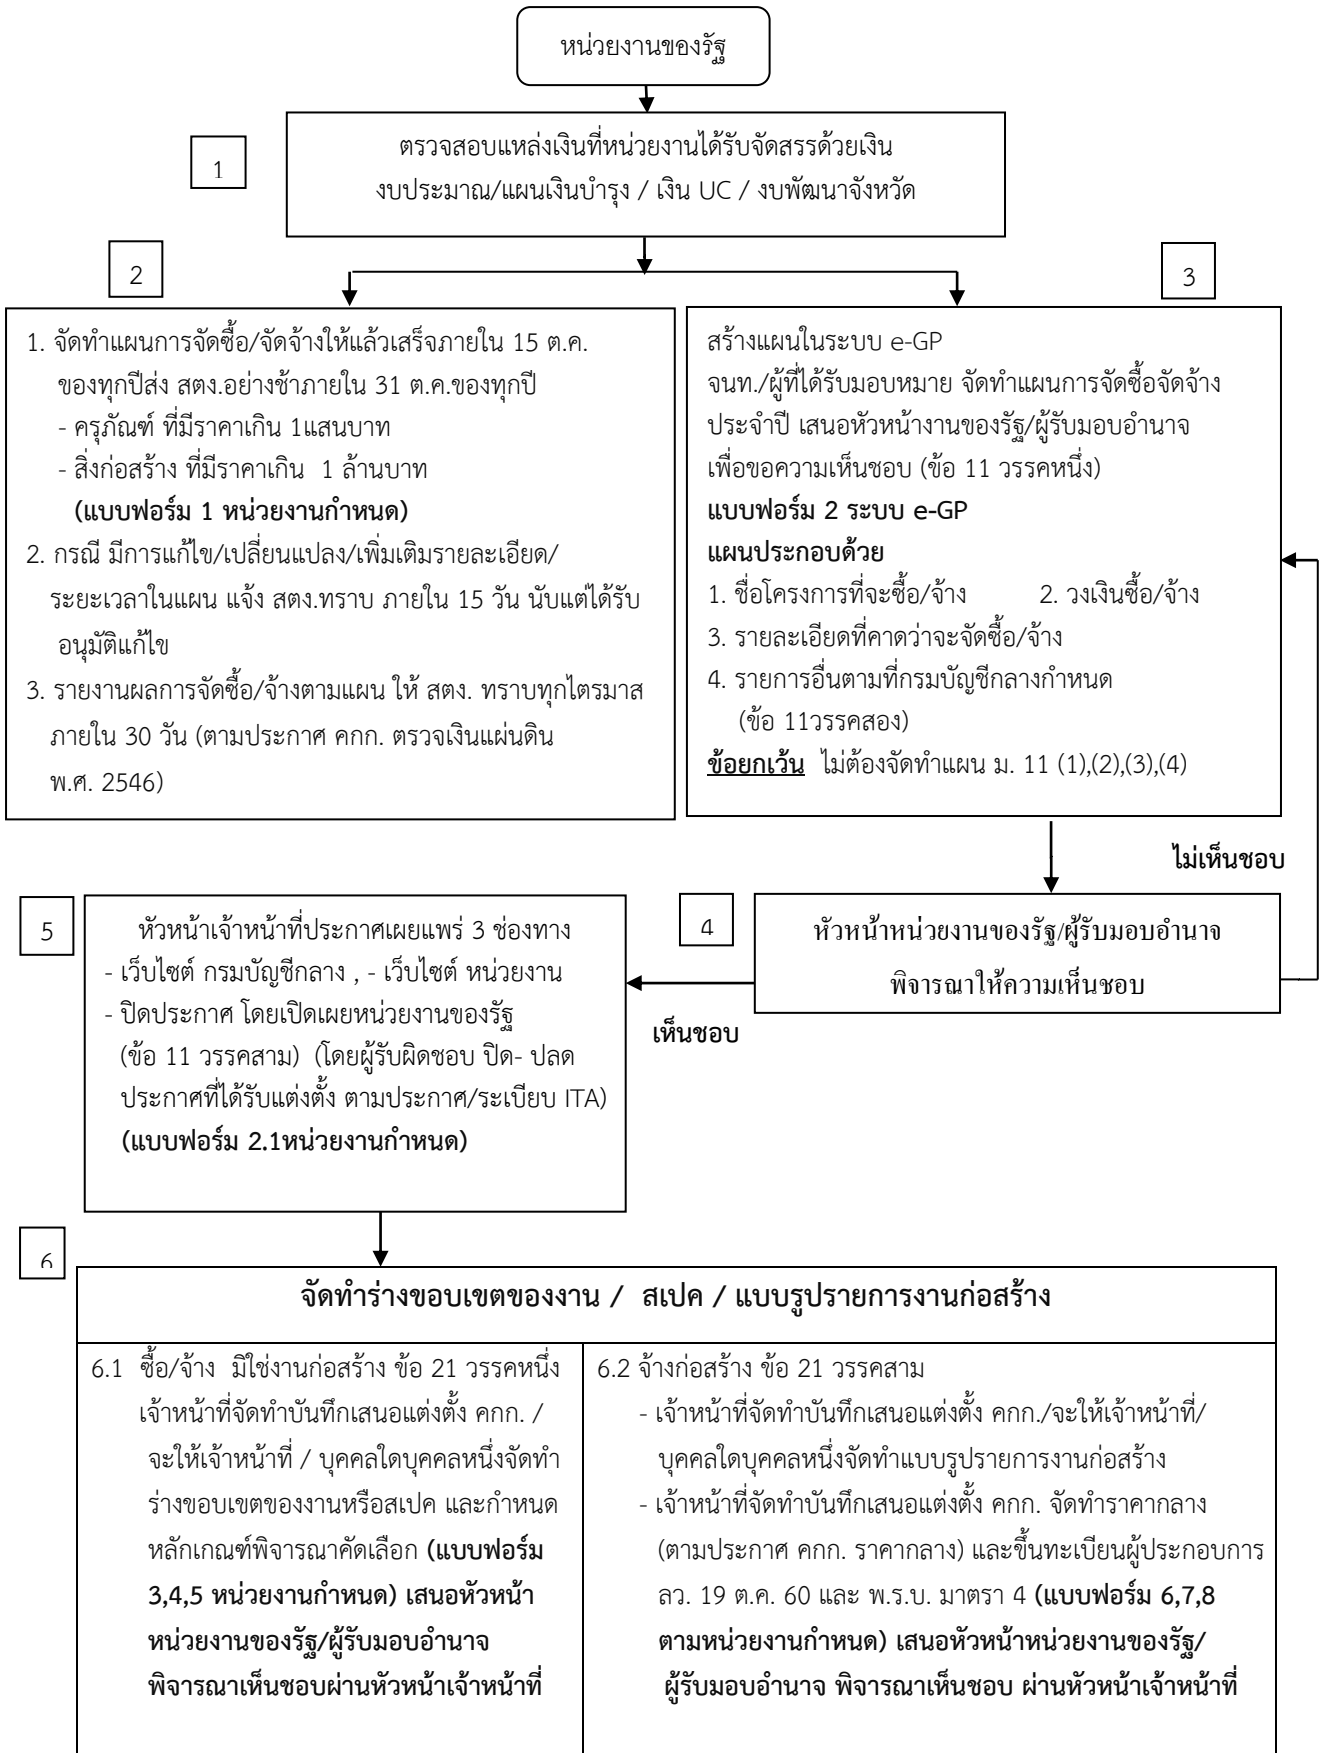 หน่วยงานของรัฐ
1
ตรวจสอบแหล่งเงินที่หน่วยงานได้รับจัดสรรด้วยเงิน
งบประมาณ/แผนเงินบำรุง / เงิน UC / งบพัฒนาจังหวัด
2
1. จัดทำแผนการจัดซื้อ/จัดจ้างให้แล้วเสร็จภายใน 15 ต.ค.
ของทุกปีส่ง สตง.อย่างช้าภายใน 31 ต.ค.ของทุกปี
- ครุภัณฑ์ ที่มีราคาเกิน 1แสนบาท
- สิ่งก่อสร้าง ที่มีราคาเกิน 1 ล้านบาท
(แบบฟอร์ม 1 หน่วยงานกำหนด)
2. กรณี มีการแก้ไข/เปลี่ยนแปลง/เพิ่มเติมรายละเอียด/
ระยะเวลาในแผน แจ้ง สตง.ทราบ ภายใน 15 วัน นับแต่ได้รับ
อนุมัติแก้ไข
3. รายงานผลการจัดซื้อ/จ้างตามแผน ให้ สตง. ทราบทุกไตรมาส
ภายใน 30 วัน (ตามประกาศ คกก. ตรวจเงินแผ่นดิน
พ.ศ. 2546)
3
สร้างแผนในระบบ e-GP
จนท./ผู้ที่ได้รับมอบหมาย จัดทำแผนการจัดซื้อจัดจ้าง
ประจำปี เสนอหัวหน้างานของรัฐ/ผู้รับมอบอำนาจ
เพื่อขอความเห็นชอบ (ข้อ 11 วรรคหนึ่ง)
แบบฟอร์ม 2 ระบบ e-GP
แผนประกอบด้วย
1. ชื่อโครงการที่จะซื้อ/จ้าง 2. วงเงินซื้อ/จ้าง
3. รายละเอียดที่คาดว่าจะจัดซื้อ/จ้าง
4. รายการอื่นตามที่กรมบัญชีกลางกำหนด
(ข้อ 11วรรคสอง)
ข้อยกเว้น ไม่ต้องจัดทำแผน ม. 11 (1),(2),(3),(4)
ไม่เห็นชอบ
4
หัวหน้าหน่วยงานของรัฐ/ผู้รับมอบอำนาจ
พิจารณาให้ความเห็นชอบ
เห็นชอบ
5
หัวหน้าเจ้าหน้าที่ประกาศเผยแพร่ 3 ช่องทาง
- เว็บไซต์ กรมบัญชีกลาง , - เว็บไซต์ หน่วยงาน
- ปิดประกาศ โดยเปิดเผยหน่วยงานของรัฐ
(ข้อ 11 วรรคสาม) (โดยผู้รับผิดชอบ ปิด- ปลด
ประกาศที่ได้รับแต่งตั้ง ตามประกาศ/ระเบียบ ITA)
(แบบฟอร์ม 2.1หน่วยงานกำหนด)
6
จัดทำร่างขอบเขตของงาน / สเปค / แบบรูปรายการงานก่อสร้าง
6.1 ซื้อ/จ้าง มิใช่งานก่อสร้าง ข้อ 21 วรรคหนึ่ง
เจ้าหน้าที่จัดทำบันทึกเสนอแต่งตั้ง คกก. /
จะให้เจ้าหน้าที่ / บุคคลใดบุคคลหนึ่งจัดทำ
ร่างขอบเขตของงานหรือสเปค และกำหนด
หลักเกณฑ์พิจารณาคัดเลือก (แบบฟอร์ม
3,4,5 หน่วยงานกำหนด) เสนอหัวหน้า
หน่วยงานของรัฐ/ผู้รับมอบอำนาจ
พิจารณาเห็นชอบผ่านหัวหน้าเจ้าหน้าที่
6.2 จ้างก่อสร้าง ข้อ 21 วรรคสาม
- เจ้าหน้าที่จัดทำบันทึกเสนอแต่งตั้ง คกก./จะให้เจ้าหน้าที่/
บุคคลใดบุคคลหนึ่งจัดทำแบบรูปรายการงานก่อสร้าง
- เจ้าหน้าที่จัดทำบันทึกเสนอแต่งตั้ง คกก. จัดทำราคากลาง
(ตามประกาศ คกก. ราคากลาง) และขึ้นทะเบียนผู้ประกอบการ
ลว. 19 ต.ค. 60 และ พ.ร.บ. มาตรา 4 (แบบฟอร์ม 6,7,8
ตามหน่วยงานกำหนด) เสนอหัวหน้าหน่วยงานของรัฐ/
ผู้รับมอบอำนาจ พิจารณาเห็นชอบ ผ่านหัวหน้าเจ้าหน้าที่